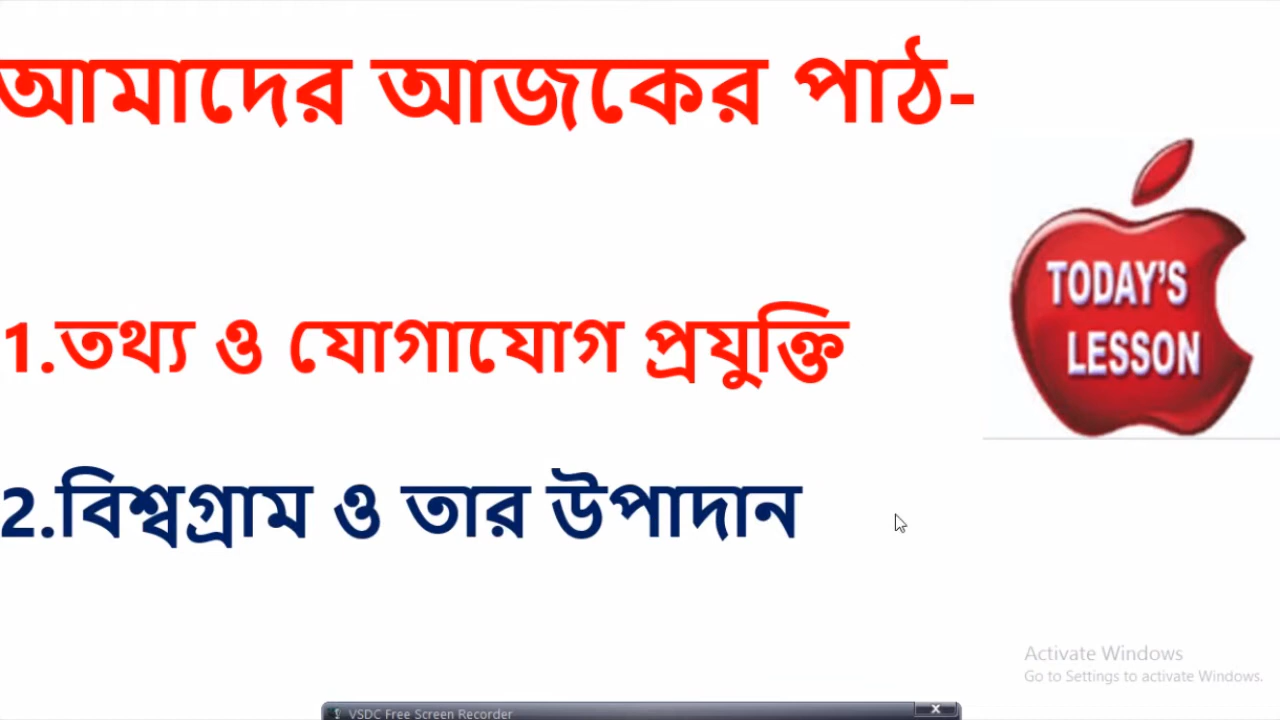 আমাদের আজকের পাঠ-
TODAY'S
LESSON
1.তথ্য ও যোগাযোগ প্রযুক্তি
2.বিশ্বগ্রাম ও তার উপাদান
Activate Windows
Go to Settings to activate Windows.
VSDC Free Screen Recorder